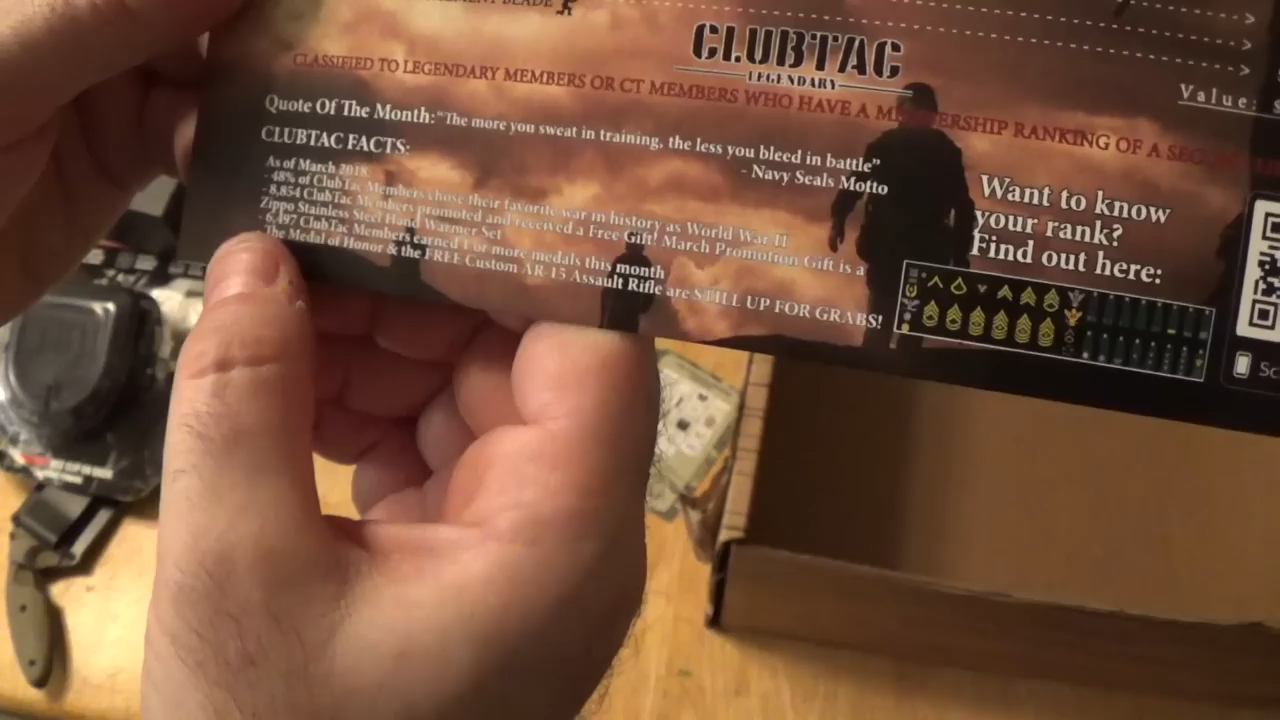 BLADE
CLUBTAC
LEGENDARY
Value:
CLASSIFIED TO LEGENDARY MEMBERS OR CT MEMBERS WHO HAVE A MEMBERSHIP RANKING OF A
Quote Of The Month: "The more you sweat in training, the less you bleed in battle"
- Navy Seals Motto
CLUBTAC FACTS:
As of March 2018
- 48% of ClubTac Members chose their favorite war in history as World War II
- 8,854 ClubTac Members promoted and received a Free Gift! March Promotion Gift is a
Zippo Stainless Steel Hand Warmer Set
- 6,497 ClubTac Members earned 1 or more medals this month
The Medal of Honor & the FREE Custom AR-15 Assault Rifle are STILL UP FOR GRABS!
Want to know
your rank?
Find out here: